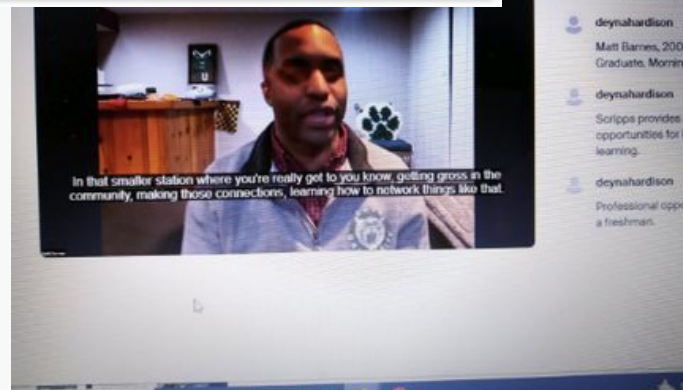 deynahardison
Matt Barnes, 200
Graduate, Mornin
deynahardison
Scripps provides
opportunities for
learning.
deynahardison
Professional oppo
a freshman.
In that smaller station where you're really get to you know, getting gross in the
community, making those connections, learning how to network things like that.